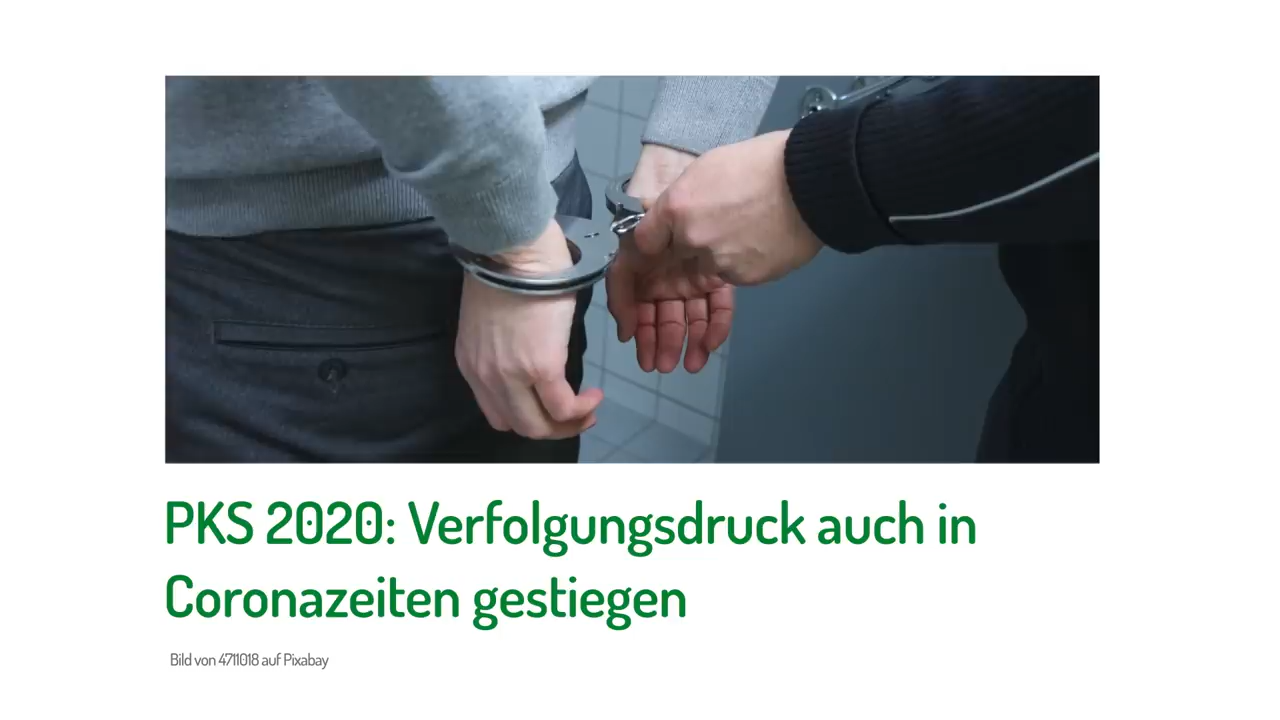 PKS 2020: Verfolgungsdruck auch in
Coronazeiten gestiegen
Bild von 4711018 auf Pixabay